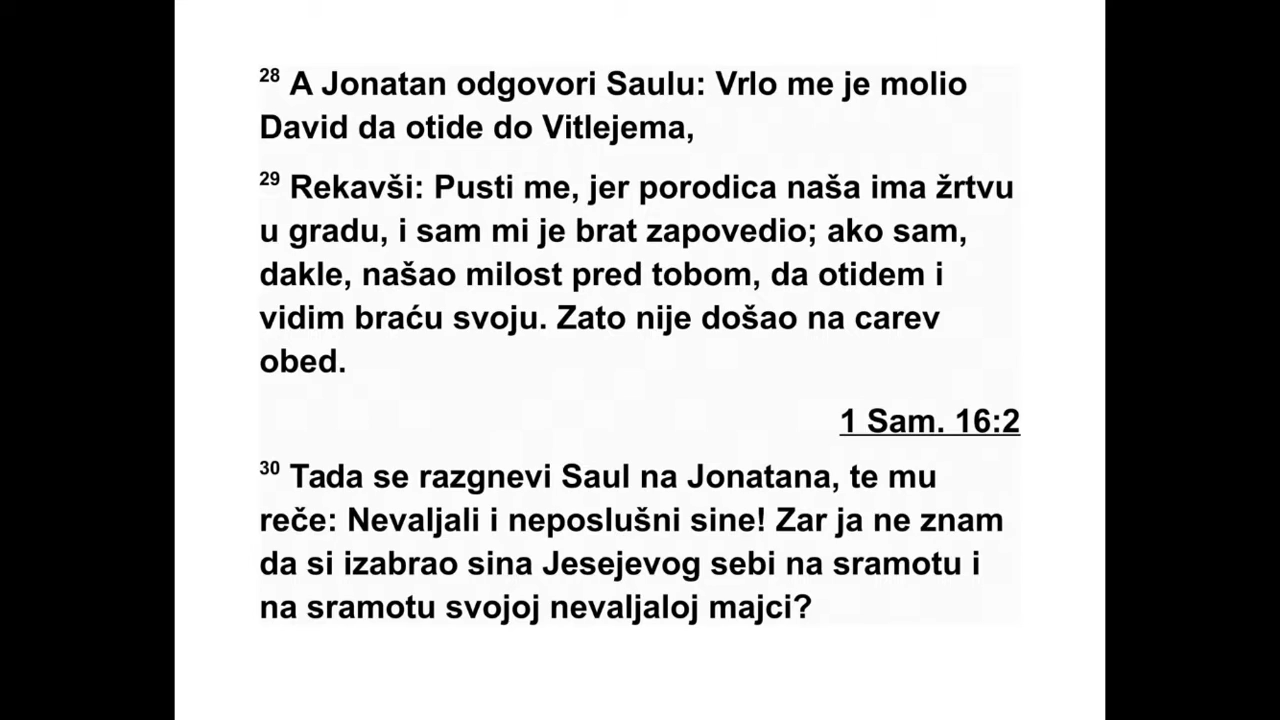 28 A Jonatan odgovori Saulu: Vrlo me je molio
David da otide do Vitlejema,
29 Rekavši: Pusti me, jer porodica naša ima žrtvu
u gradu, i sam mi je brat zapovedio; ako sam,
dakle, našao milost pred tobom, da otidem i
vidim braću svoju. Zato nije došao na carev
obed.
1 Sam. 16:2
30 Tada se razgnevi Saul na Jonatana, te mu
reče: Nevaljali i neposlušni sine! Zar ja ne znam
da si izabrao sina Jesejevog sebi na sramotu i
na sramotu svojoj nevaljaloj majci?